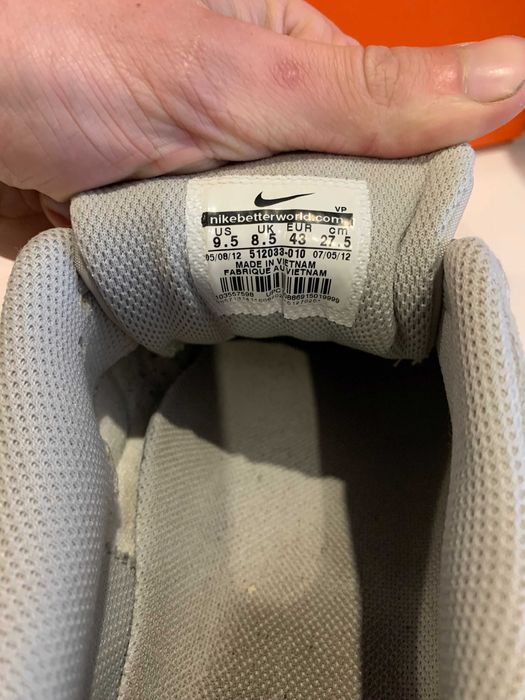 VP
nikebetterworld.com
US UK EUR cm
9.5 8.5 43 27.5
05/08/12 512033-010 07/05/12
MADE IN VIETNAM
FABRIQUE AU VIETNAM